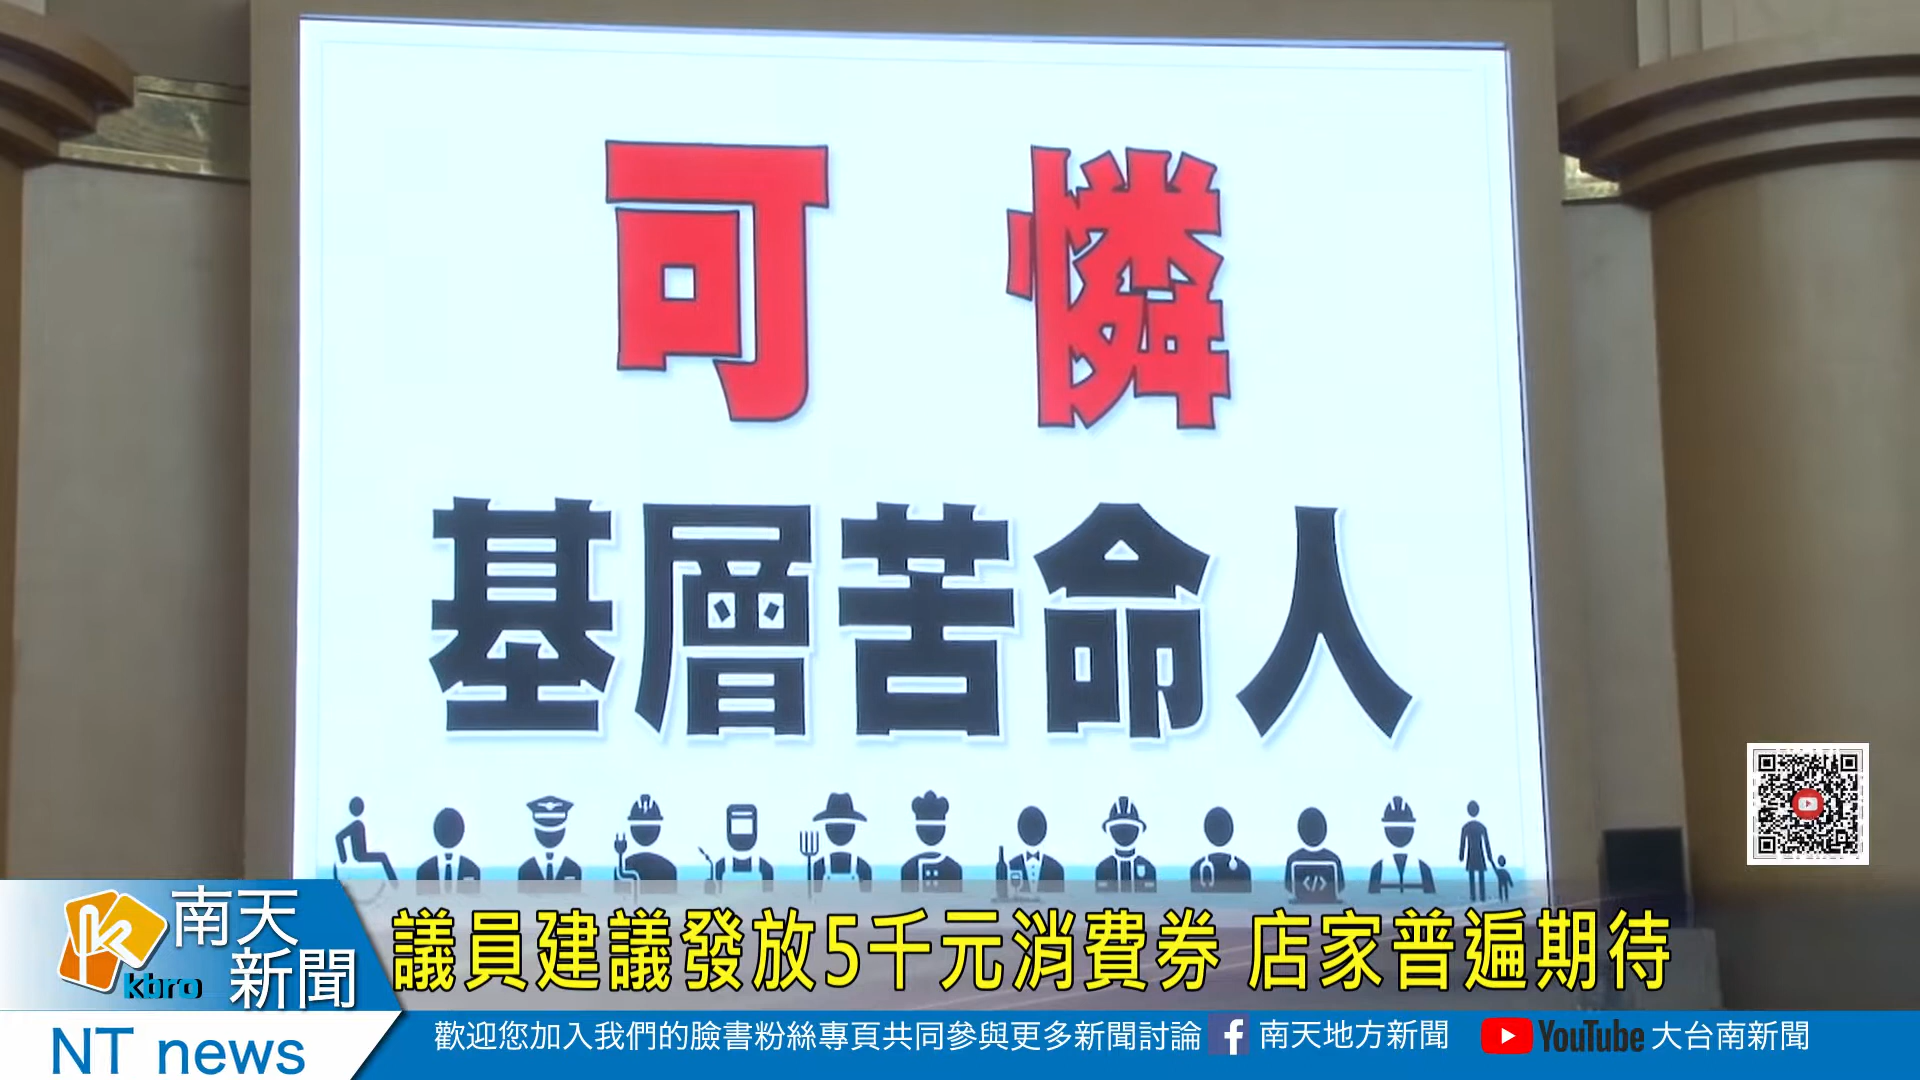 可憐
基層苦命人
</>
南天
新聞
kbro
議員建議發放5千元消費券 店家普遍期待
NT news
歡迎您加入我們的臉書粉絲專頁共同參與更多新聞討論 f 南天地方新聞 YouTube 大台南新聞